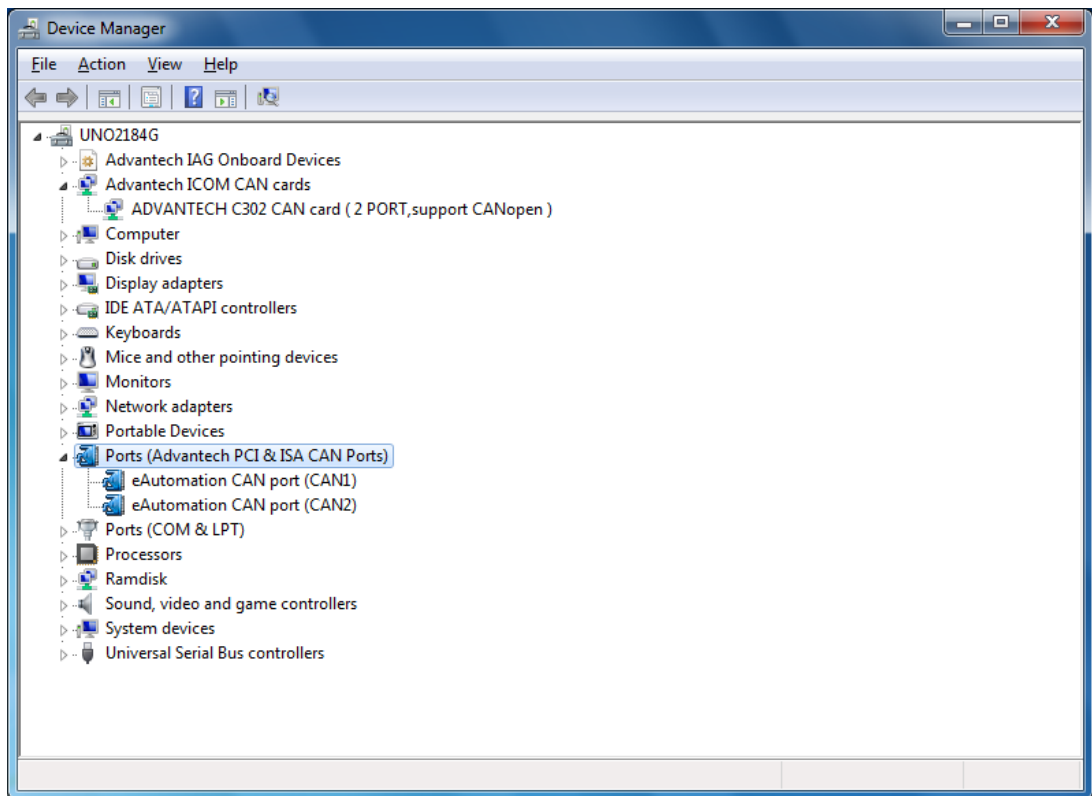 Device Manager
File Action View Help
UNO2184G
Advantech IAG Onboard Devices
Advantech ICOM CAN cards
ADVANTECH C302 CAN card ( 2 PORT,support CANopen )
Computer
Disk drives
Display adapters
IDE ATA/ATAPI controllers
Keyboards
Mice and other pointing devices
Monitors
Network adapters
Portable Devices
Ports (Advantech PCI & ISA CAN Ports)
eAutomation CAN port (CAN1)
eAutomation CAN port (CAN2)
Ports (COM & LPT)
Processors
Ramdisk
Sound, video and game controllers
System devices
Universal Serial Bus controllers